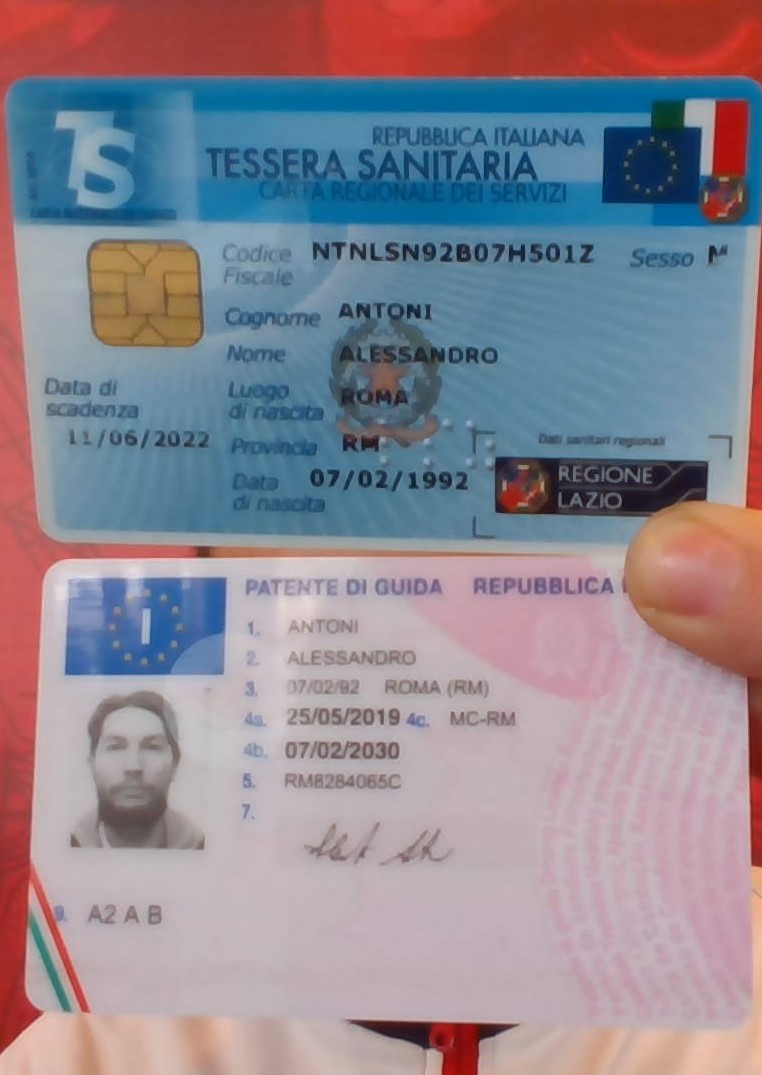 TS
REPUBBLICA ITALIANA
TESSERA SANITARIA
CARTA REGIONALE DEI SERVIZI
Codice Fiscale NTNLSN92B07H501Z Sesso M
Cognome ANTONI
Nome ALESSANDRO
Luogo di nascita ROMA
Provincia RM
Data di nascita 07/02/1992
Data di scadenza
11/06/2022
Dati sanitari regionali
REGIONE
LAZIO
PATENTE DI GUIDA REPUBBLICA
I
1. ANTONI
2. ALESSANDRO
3. 07/02/92 ROMA (RM)
4a. 25/05/2019 4c. MC-RM
4b. 07/02/2030
5. RM8284065C
7.
9. A2 A B